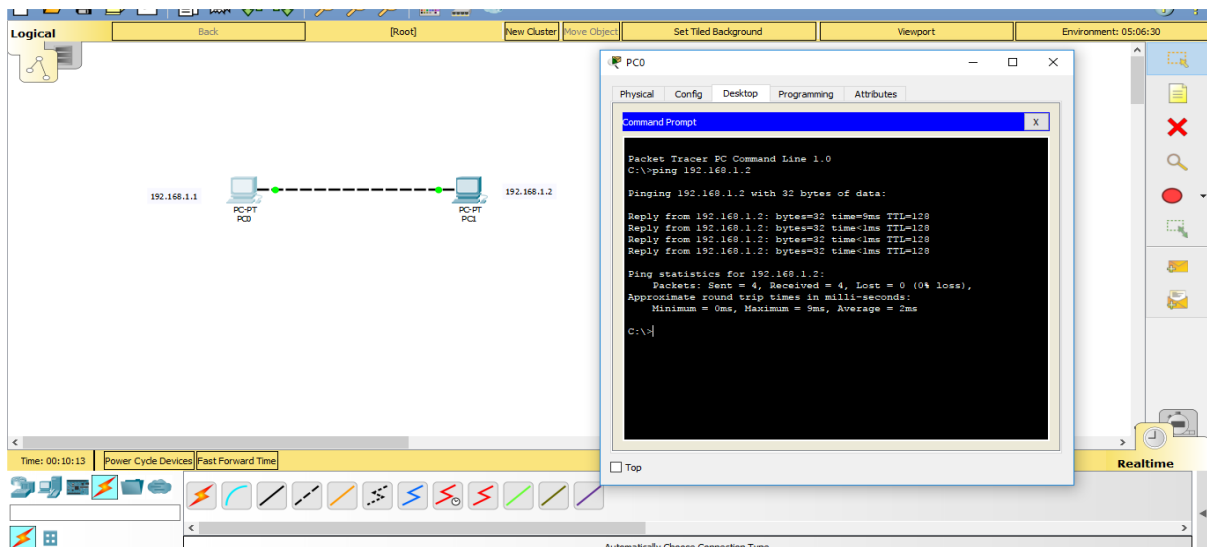 Logical
Back
[Root]
New Cluster
Move Object
Set Tiled Background
Viewport
Environment: 05:06:30
192.168.1.1
PC-PT
PC0
PC-PT
PC1
192.168.1.2
PC0
Physical
Config
Desktop
Programming
Attributes
Command Prompt
X
Packet Tracer PC Command Line 1.0
C:\>ping 192.168.1.2
Pinging 192.168.1.2 with 32 bytes of data:
Reply from 192.168.1.2: bytes=32 time=9ms TTL=128
Reply from 192.168.1.2: bytes=32 time<1ms TTL=128
Reply from 192.168.1.2: bytes=32 time<1ms TTL=128
Reply from 192.168.1.2: bytes=32 time<1ms TTL=128
Ping statistics for 192.168.1.2:
Packets: Sent = 4, Received = 4, Lost = 0 (0% loss),
Approximate round trip times in milli-seconds:
Minimum = 0ms, Maximum = 9ms, Average = 2ms
C:\>
Top
Time: 00:10:13
Power Cycle Devices
Fast Forward Time
Realtime
Automatically Choose Connection Type